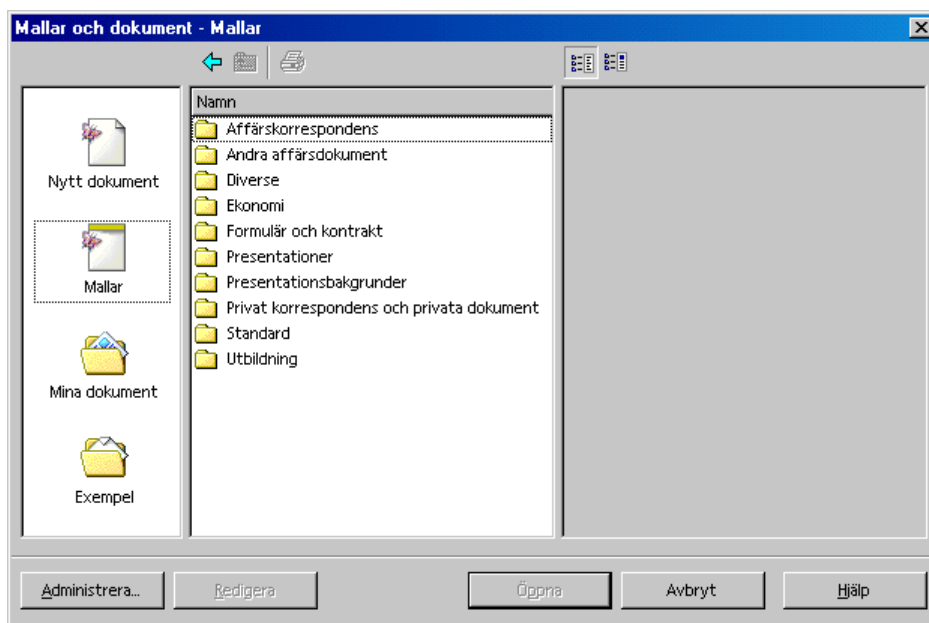 Mallar och dokument - Mallar
Nytt dokument
Mallar
Mina dokument
Exempel
Namn
Affärskorrespondens
Andra affärsdokument
Diverse
Ekonomi
Formulär och kontrakt
Presentationer
Presentationsbakgrunder
Privat korrespondens och privata dokument
Standard
Utbildning
Administrera... Redigera Öppna Avbryt Hjälp